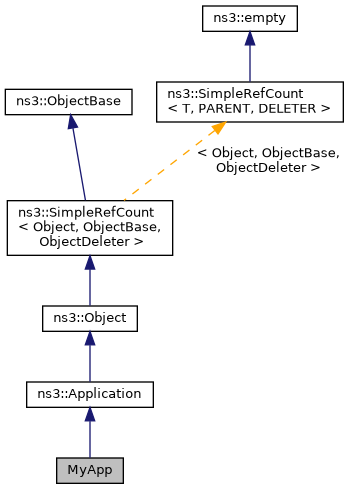 ns3::empty
ns3::SimpleRefCount
< T, PARENT, DELETER >
ns3::ObjectBase
< Object, ObjectBase,
ObjectDeleter >
ns3::SimpleRefCount
< Object, ObjectBase,
ObjectDeleter >
ns3::Object
ns3::Application
MyApp